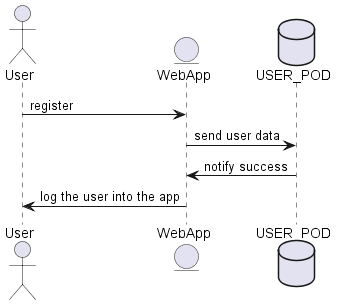 User
WebApp
USER_POD
register
send user data
notify success
log the user into the app
User
WebApp
USER_POD